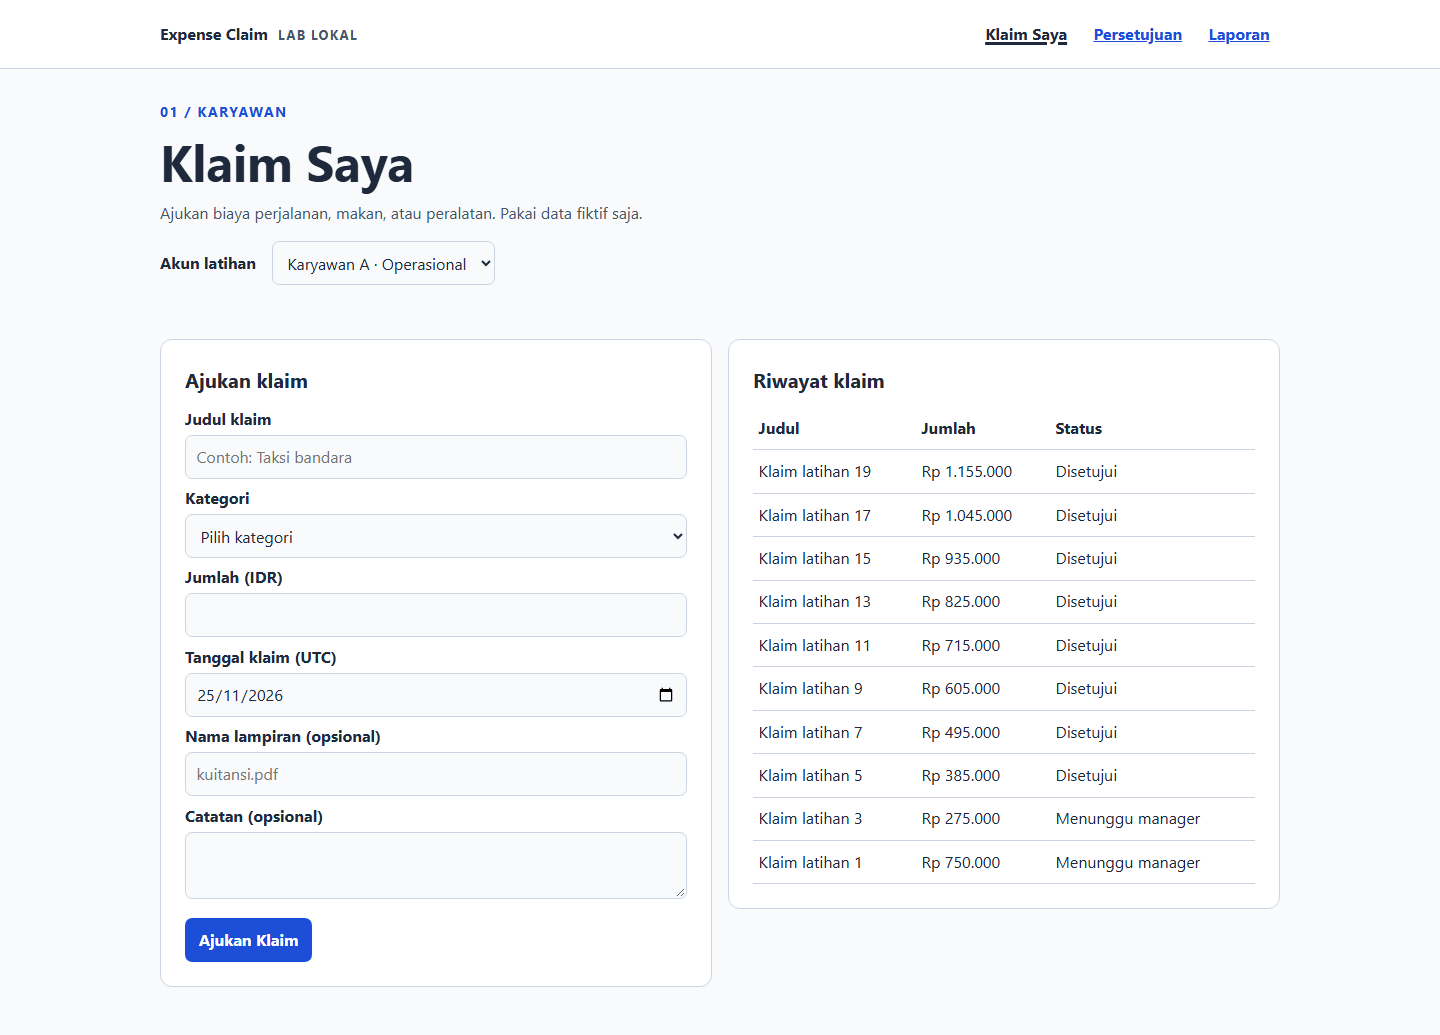 Expense Claim LAB LOKAL
Klaim Saya Persetujuan Laporan
01 / KARYAWAN
Klaim Saya
Ajukan biaya perjalanan, makan, atau peralatan. Pakai data fiktif saja.
Akun latihan Karyawan A · Operasional
Ajukan klaim
Judul klaim
Contoh: Taksi bandara
Kategori
Pilih kategori
Jumlah (IDR)
Tanggal klaim (UTC)
25/11/2026
Nama lampiran (opsional)
kuitansi.pdf
Catatan (opsional)
Ajukan Klaim
Riwayat klaim
Judul Jumlah Status
Klaim latihan 19 Rp 1.155.000 Disetujui
Klaim latihan 17 Rp 1.045.000 Disetujui
Klaim latihan 15 Rp 935.000 Disetujui
Klaim latihan 13 Rp 825.000 Disetujui
Klaim latihan 11 Rp 715.000 Disetujui
Klaim latihan 9 Rp 605.000 Disetujui
Klaim latihan 7 Rp 495.000 Disetujui
Klaim latihan 5 Rp 385.000 Disetujui
Klaim latihan 3 Rp 275.000 Menunggu manager
Klaim latihan 1 Rp 750.000 Menunggu manager